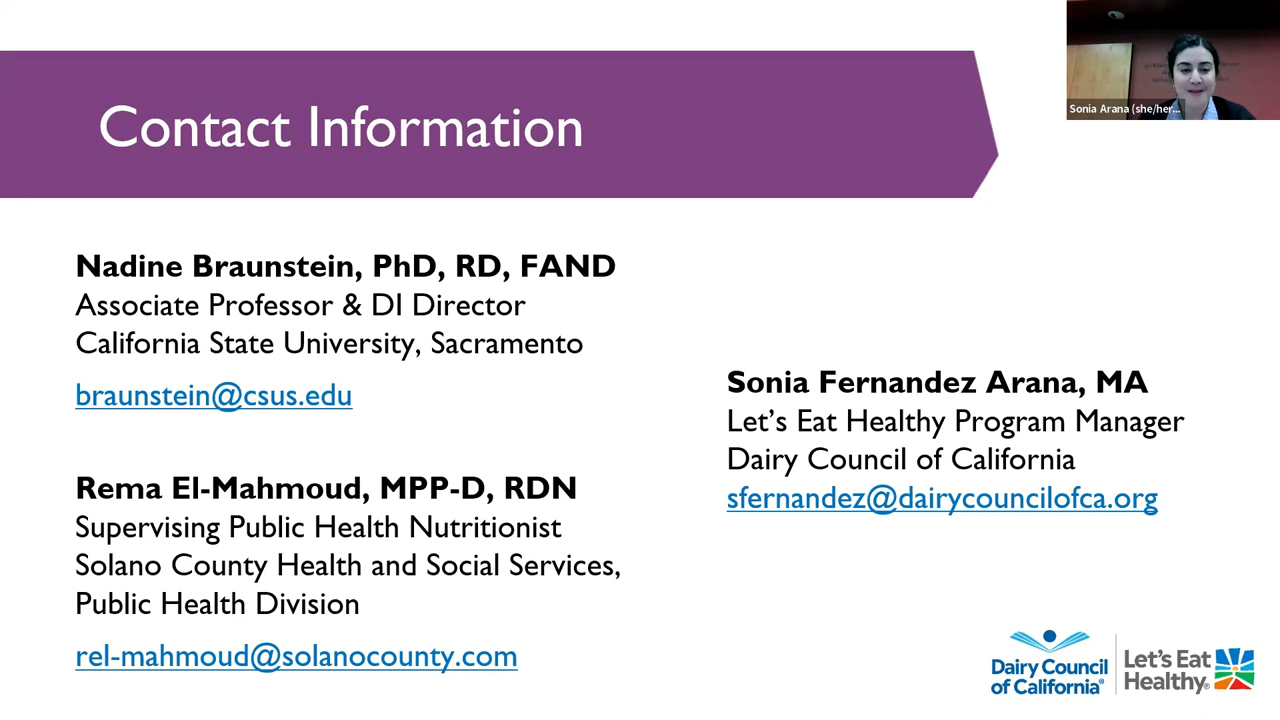 Contact Information
Sonia Arana (she/her...
Nadine Braunstein, PhD, RD, FAND
Associate Professor & DI Director
California State University, Sacramento
braunstein@csus.edu
Rema El-Mahmoud, MPP-D, RDN
Supervising Public Health Nutritionist
Solano County Health and Social Services,
Public Health Division
rel-mahmoud@solanocounty.com
Sonia Fernandez Arana, MA
Let's Eat Healthy Program Manager
Dairy Council of California
sfernandez@dairycouncilofca.org
Dairy Council
of California®
Let's Eat
Healthy®